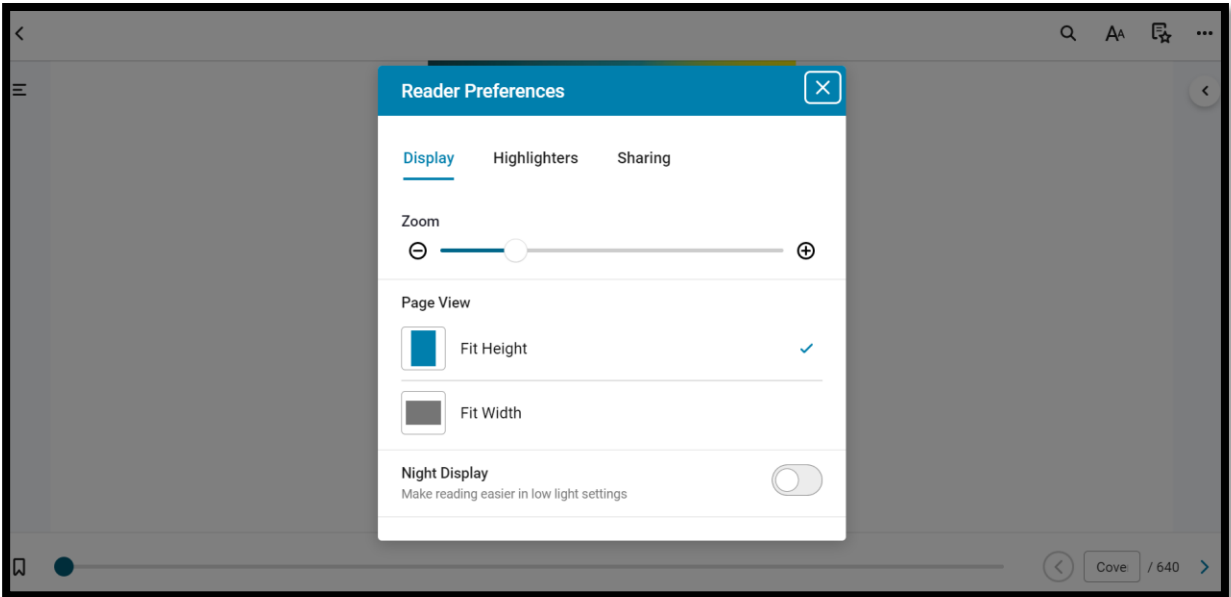 AA
Reader Preferences
Display Highlighters Sharing
Zoom
Page View
Fit Height
Fit Width
Night Display
Make reading easier in low light settings
Cove / 640